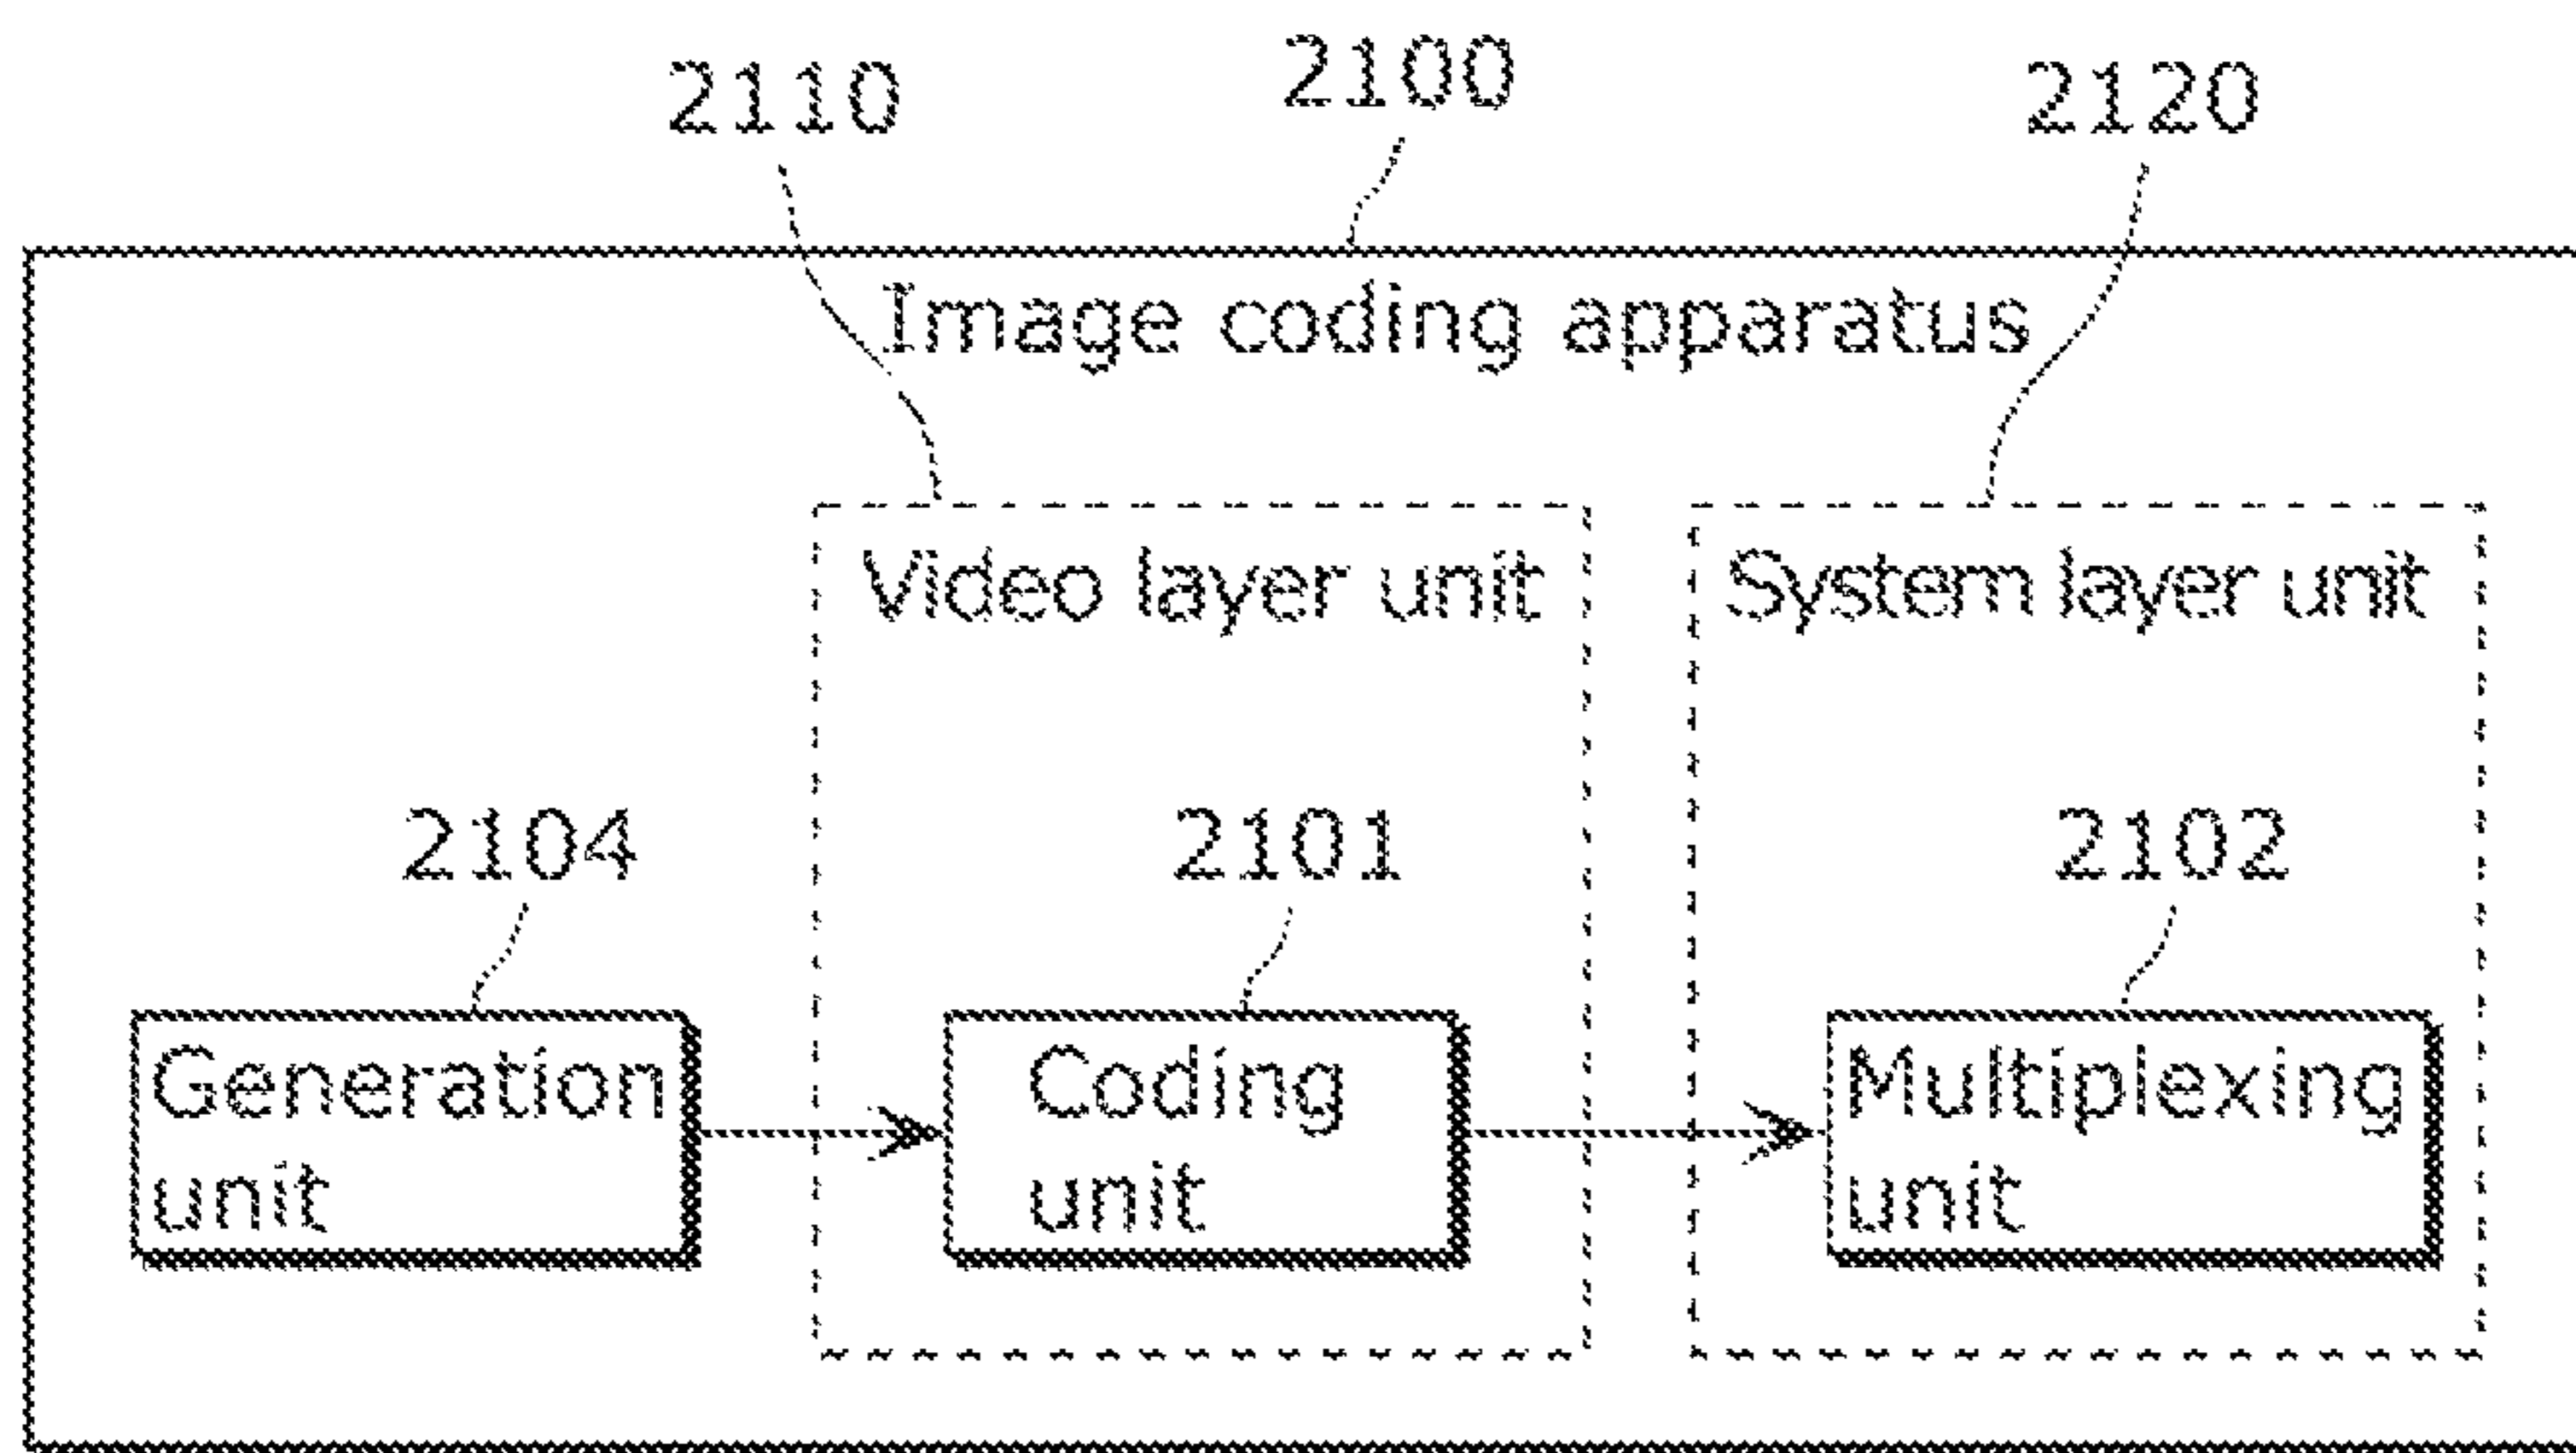 2110
2100
2120
Image coding apparatus
Video layer unit
System layer unit
2104
2101
2102
Generation
unit
Coding
unit
Multiplexing
unit